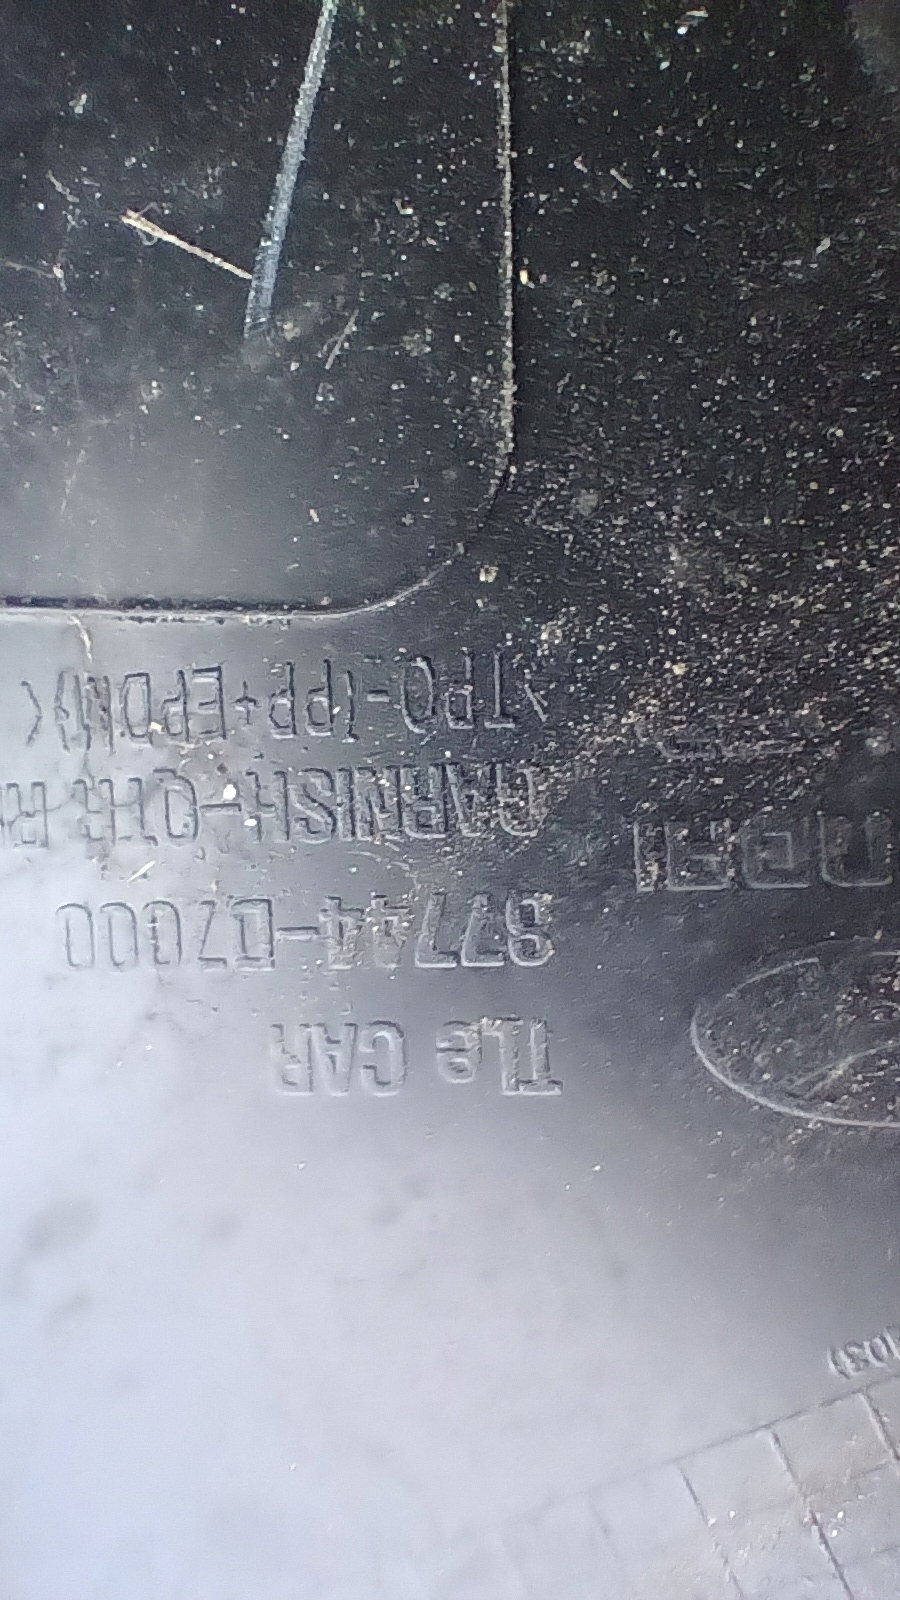 TLe CAR
87744-D7000
GARNISH-QTR
>TPO-(PP+EPDM)<